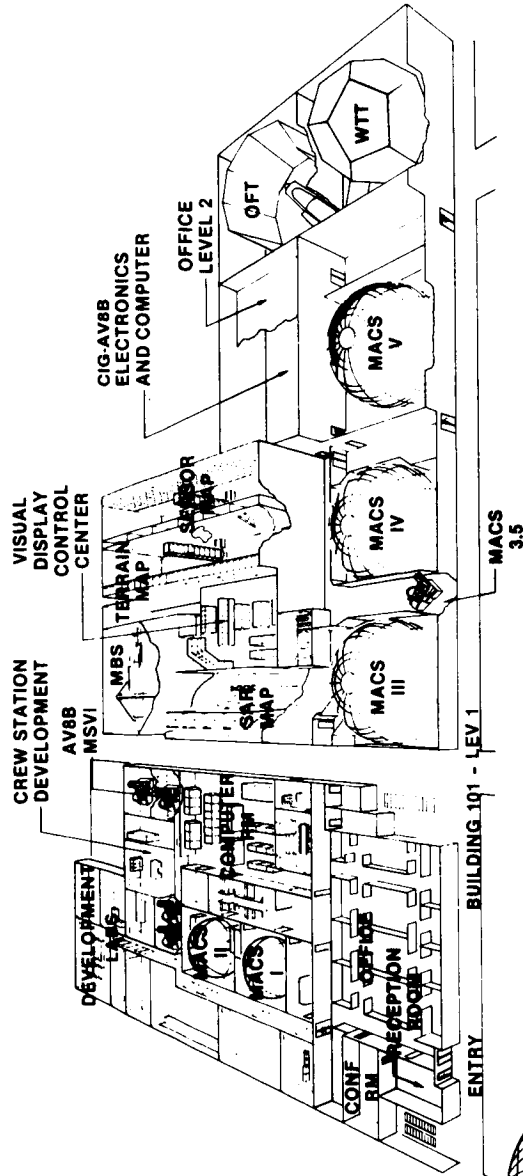 CREW STATION
DEVELOPMENT
AV8B
MSVI
VISUAL
DISPLAY
CONTROL
CENTER
CIG-AV8B
ELECTRONICS
AND COMPUTER
OFFICE
LEVEL 2
DEVELOPMENT
LABS
MBS
TERRAIN
MAP
SENSOR
MAP
OFT
WTT
COMPUTER
RM
SAR
MAP
MACS
II
MACS
I
MACS
III
MACS
IV
MACS
V
MACS
3.5
OFFICE
CONF
RM
RECEPTION
ROOM
ENTRY
BUILDING 101 - LEV 1